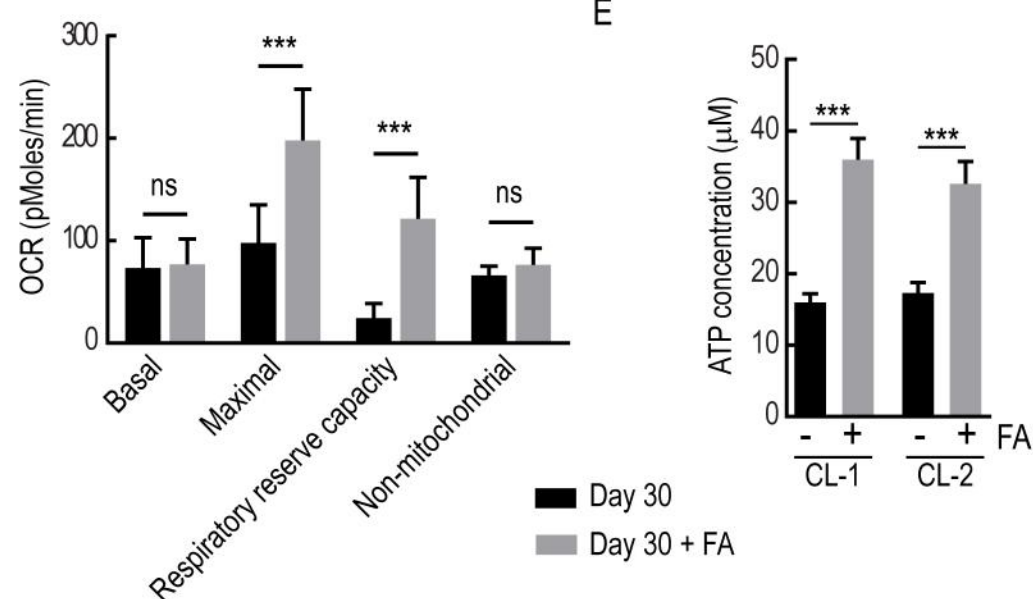 300
200
100
0
OCR (pMoles/min)
ns
***
***
ns
Basal
Maximal
Respiratory reserve capacity
Non-mitochondrial
Day 30
Day 30 + FA
E
50
40
30
20
10
0
ATP concentration (μM)
***
***
- + - + FA
CL-1 CL-2